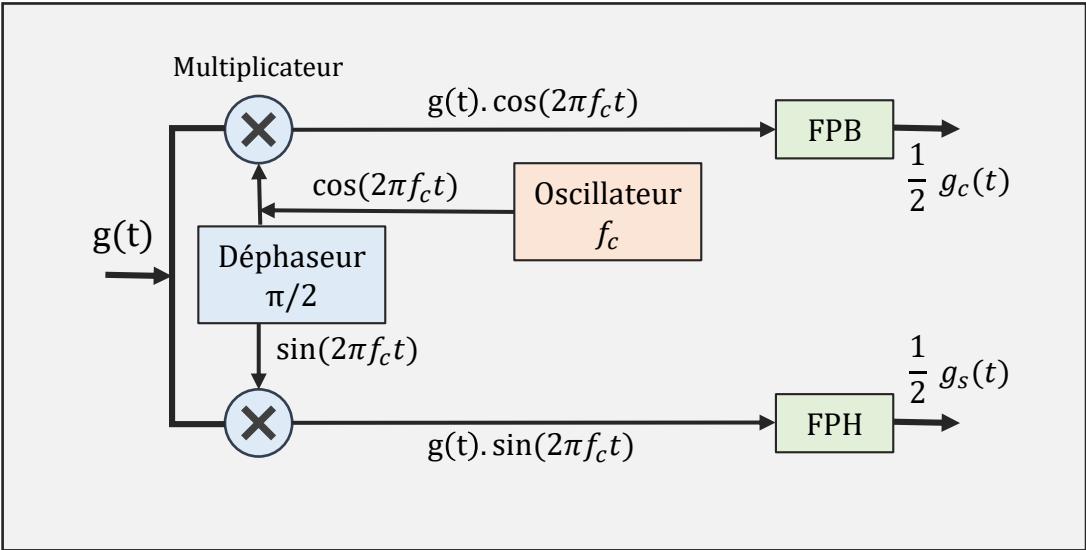 Multiplicateur
g(t).cos(2πf_c t)
FPB
1/2 g_c(t)
cos(2πf_c t)
Oscillateur
f_c
g(t)
Déphaseur
π/2
sin(2πf_c t)
1/2 g_s(t)
FPH
g(t).sin(2πf_c t)